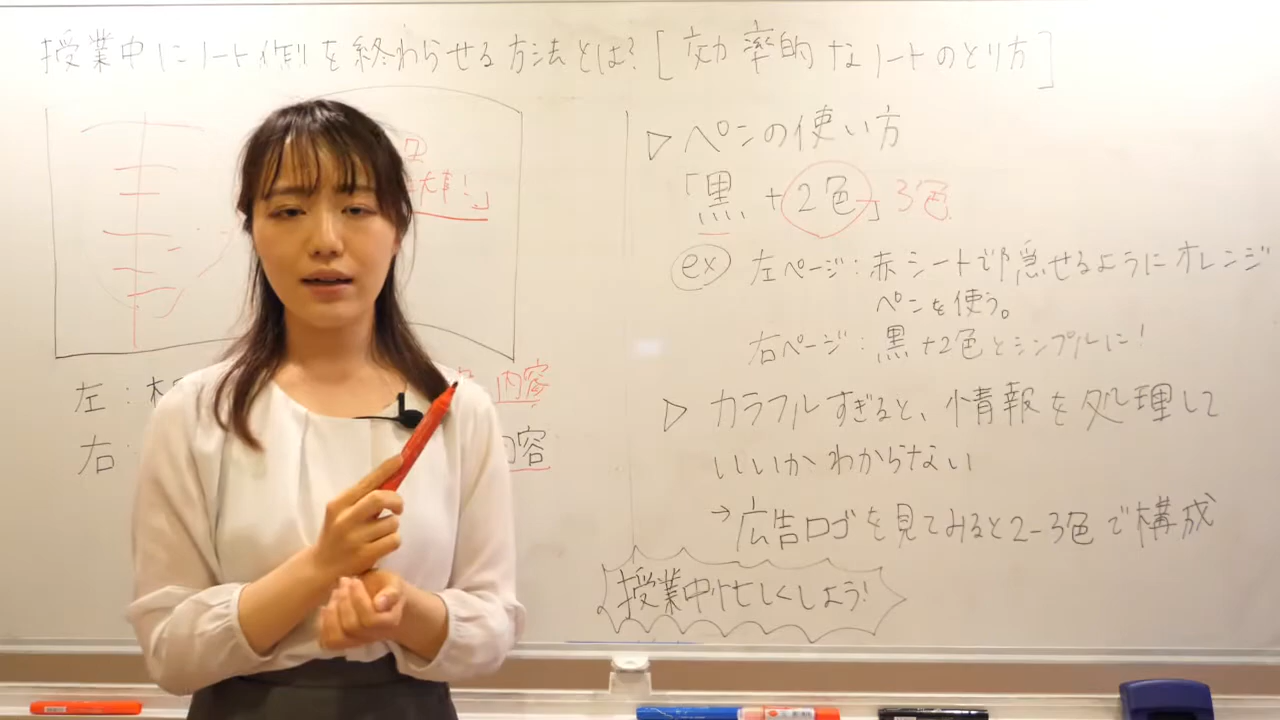 授業中にノート作りを終わらせる方法とは?[効率的なノートのとり方]
▷ペンの使い方
「黒+2色」3色
ex 左ページ:赤シートで隠せるようにオレンジ
ペンを使う。
右ページ:黒+2色とシンプルに!
▷カラフルすぎると、情報を処理して
いいかわからない
→広告ロゴを見てみると2-3色で構成
授業中忙しくしよう!
左:
内容
右:
内容